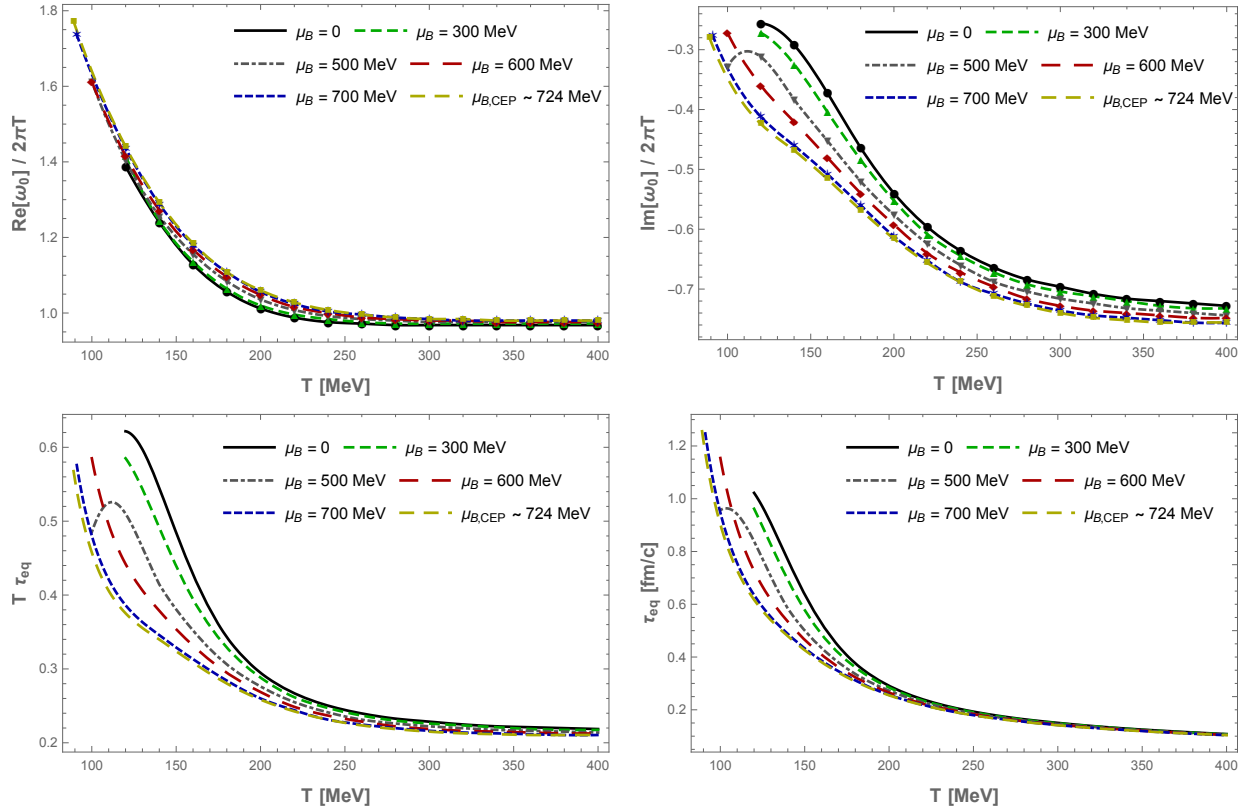 Re[ω₀] / 2πT
1.8
1.6
1.4
1.2
1.0
μB = 0
μB = 300 MeV
μB = 500 MeV
μB = 600 MeV
μB = 700 MeV
μB,CEP ~ 724 MeV
100 150 200 250 300 350 400
T [MeV]
Im[ω₀] / 2πT
-0.3
-0.4
-0.5
-0.6
-0.7
μB = 0
μB = 300 MeV
μB = 500 MeV
μB = 600 MeV
μB = 700 MeV
μB,CEP ~ 724 MeV
100 150 200 250 300 350 400
T [MeV]
T τeq
0.6
0.5
0.4
0.3
0.2
μB = 0
μB = 300 MeV
μB = 500 MeV
μB = 600 MeV
μB = 700 MeV
μB,CEP ~ 724 MeV
100 150 200 250 300 350 400
T [MeV]
τeq [fm/c]
1.2
1.0
0.8
0.6
0.4
0.2
μB = 0
μB = 300 MeV
μB = 500 MeV
μB = 600 MeV
μB = 700 MeV
μB,CEP ~ 724 MeV
100 150 200 250 300 350 400
T [MeV]